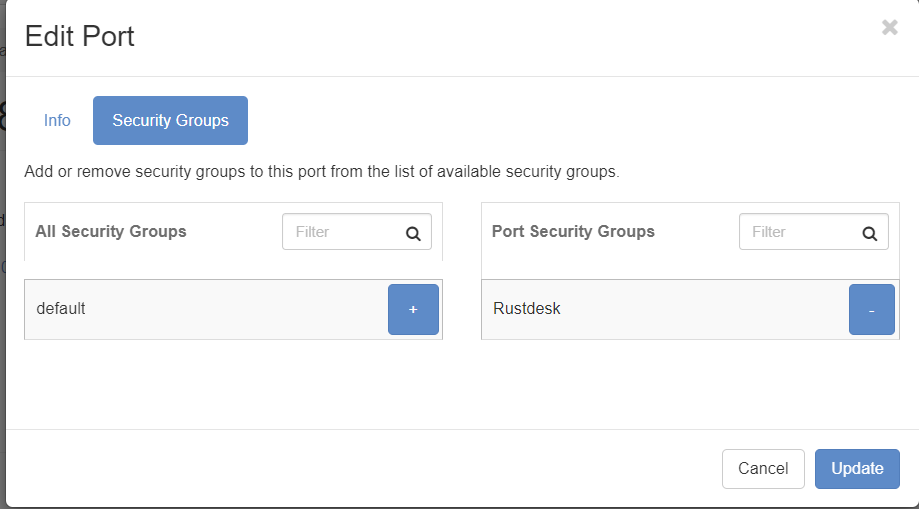 Edit Port
×
Info
Security Groups
Add or remove security groups to this port from the list of available security groups.
All Security Groups
Filter
Port Security Groups
Filter
default
+
Rustdesk
-
Cancel
Update